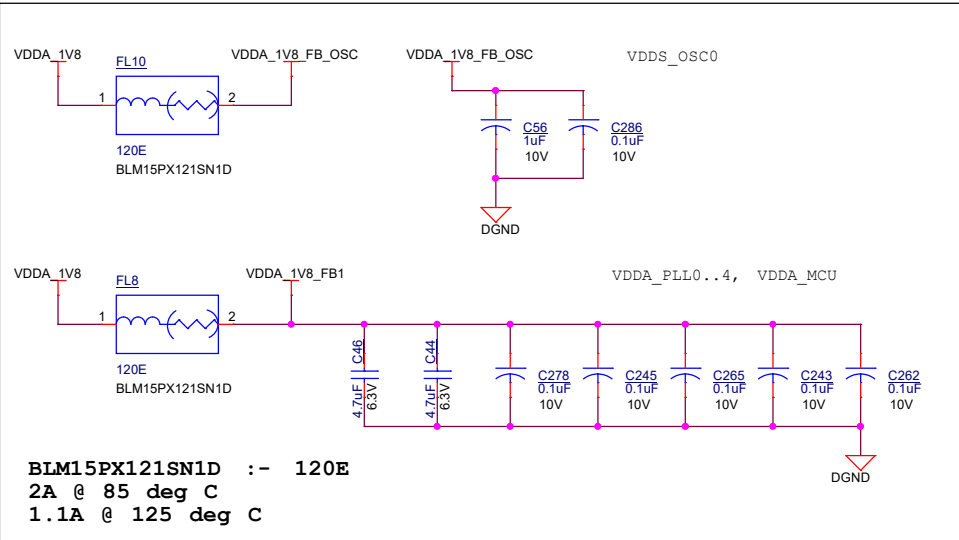 VDDA_1V8
FL10
VDDA_1V8_FB_OSC
1
2
120E
BLM15PX121SN1D
VDDA_1V8_FB_OSC
VDDS_OSC0
C56
1uF
10V
C286
0.1uF
10V
DGND
VDDA_1V8
FL8
VDDA_1V8_FB1
1
2
120E
BLM15PX121SN1D
VDDA_PLL0..4, VDDA_MCU
C46
4.7uF
6.3V
C44
4.7uF
6.3V
C278
0.1uF
10V
C245
0.1uF
10V
C265
0.1uF
10V
C243
0.1uF
10V
C262
0.1uF
10V
DGND
BLM15PX121SN1D :- 120E
2A @ 85 deg C
1.1A @ 125 deg C